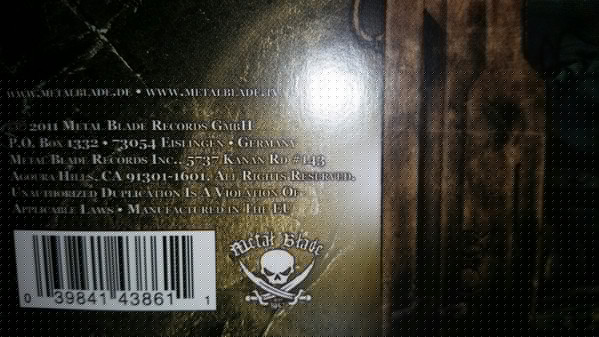 www.metalblade.de • www.metalblade.tv
© 2011 Metal Blade Records GmbH
P.O. Box 1332 • 73054 Eislingen • Germany
Metal Blade Records Inc., 5737 Kanan Rd #143
Agoura Hills, CA 91301-1601. All Rights Reserved.
Unauthorized Duplication Is A Violation Of
Applicable Laws • Manufactured in The EU
Metal Blade
0 39841 43861 1